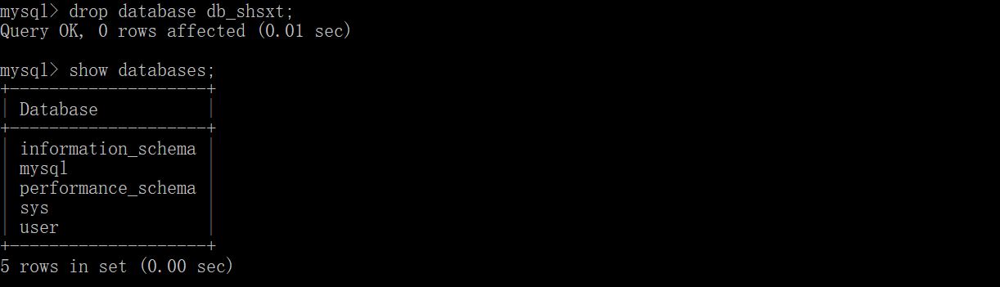 mysql> drop database db_shsxt;
Query OK, 0 rows affected (0.01 sec)
mysql> show databases;
+--------------------+
| Database           |
+--------------------+
| information_schema |
| mysql              |
| performance_schema |
| sys                |
| user               |
+--------------------+
5 rows in set (0.00 sec)